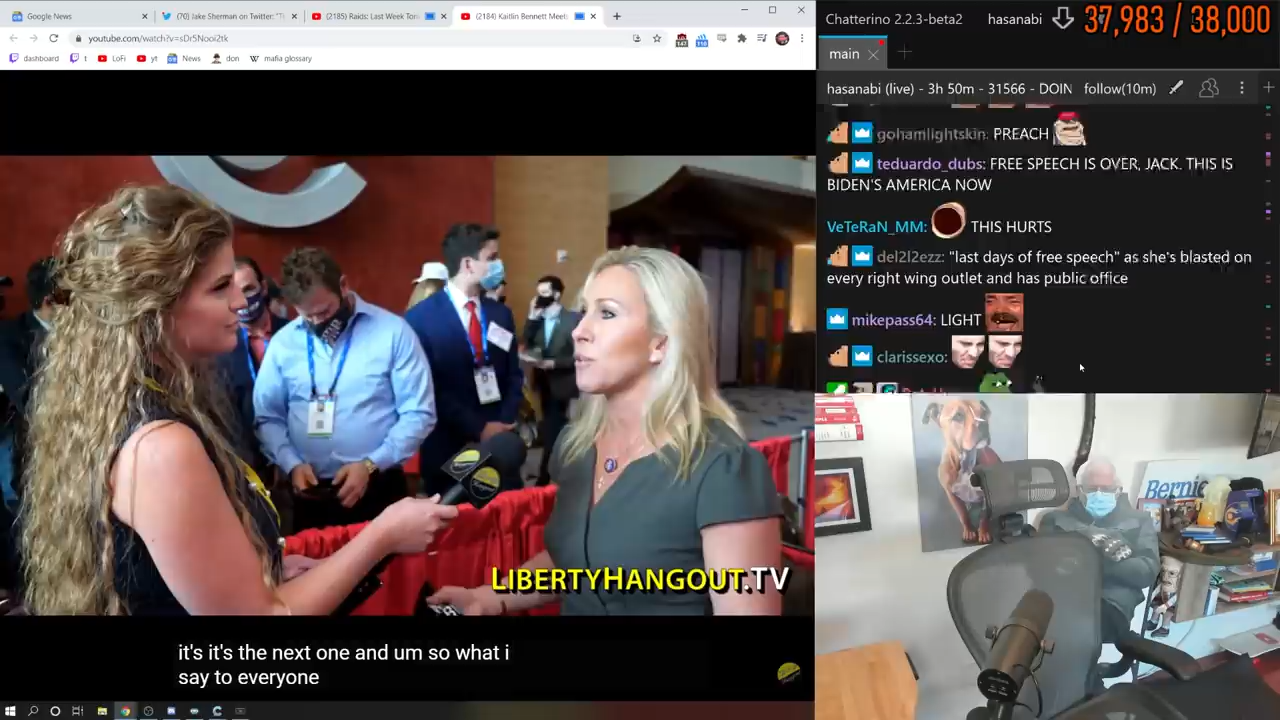 Google News
(70) Jake Sherman on Twitter: "T
(2185) Raids: Last Week Ton
(2184) Kaitlin Bennett Meets
youtube.com/watch?v=sDr5Nooi2tk
dashboard
t
LoFi
yt
News
don
mafia glossary
LIBERTYHANGOUT.TV
it's it's the next one and um so what i
say to everyone
Chatterino 2.2.3-beta2
hasanabi
37,983 / 38,000
main
hasanabi (live) - 3h 50m - 31566 - DOIN
follow(10m)
gohamlightskin: PREACH
teduardo_dubs: FREE SPEECH IS OVER, JACK. THIS IS
BIDEN'S AMERICA NOW
VeTeRaN_MM: THIS HURTS
del2l2ezz: "last days of free speech" as she's blasted on
every right wing outlet and has public office
mikepass64: LIGHT
clarissexo:
Bernie